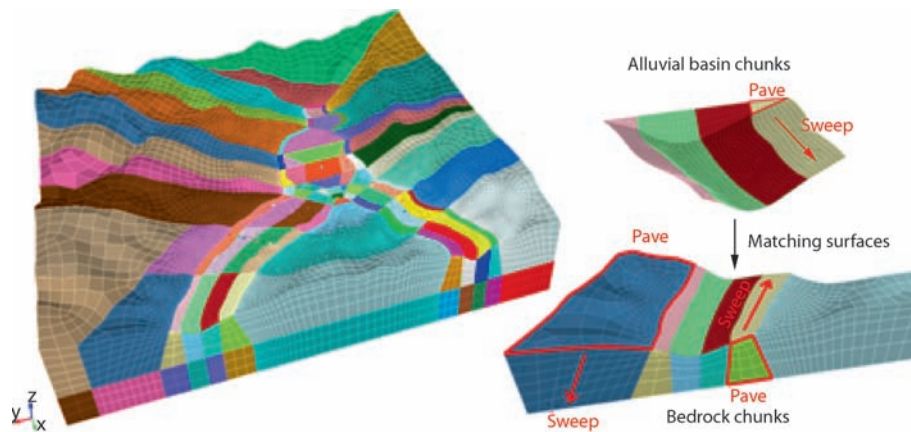 Alluvial basin chunks
Pave
Sweep
Matching surfaces
Pave
Sweep
Sweep
Pave
Bedrock chunks
z
y
x